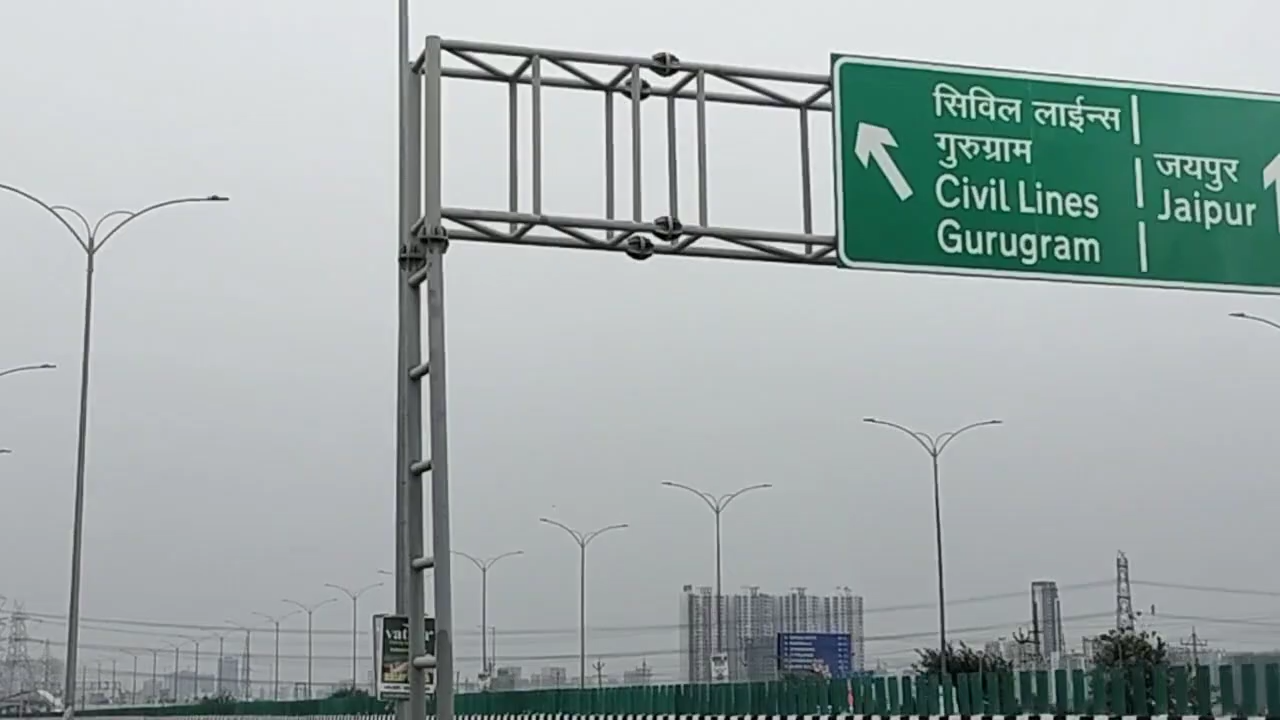 सिविल लाईन्स
गुरुग्राम
Civil Lines
Gurugram
जयपुर
Jaipur